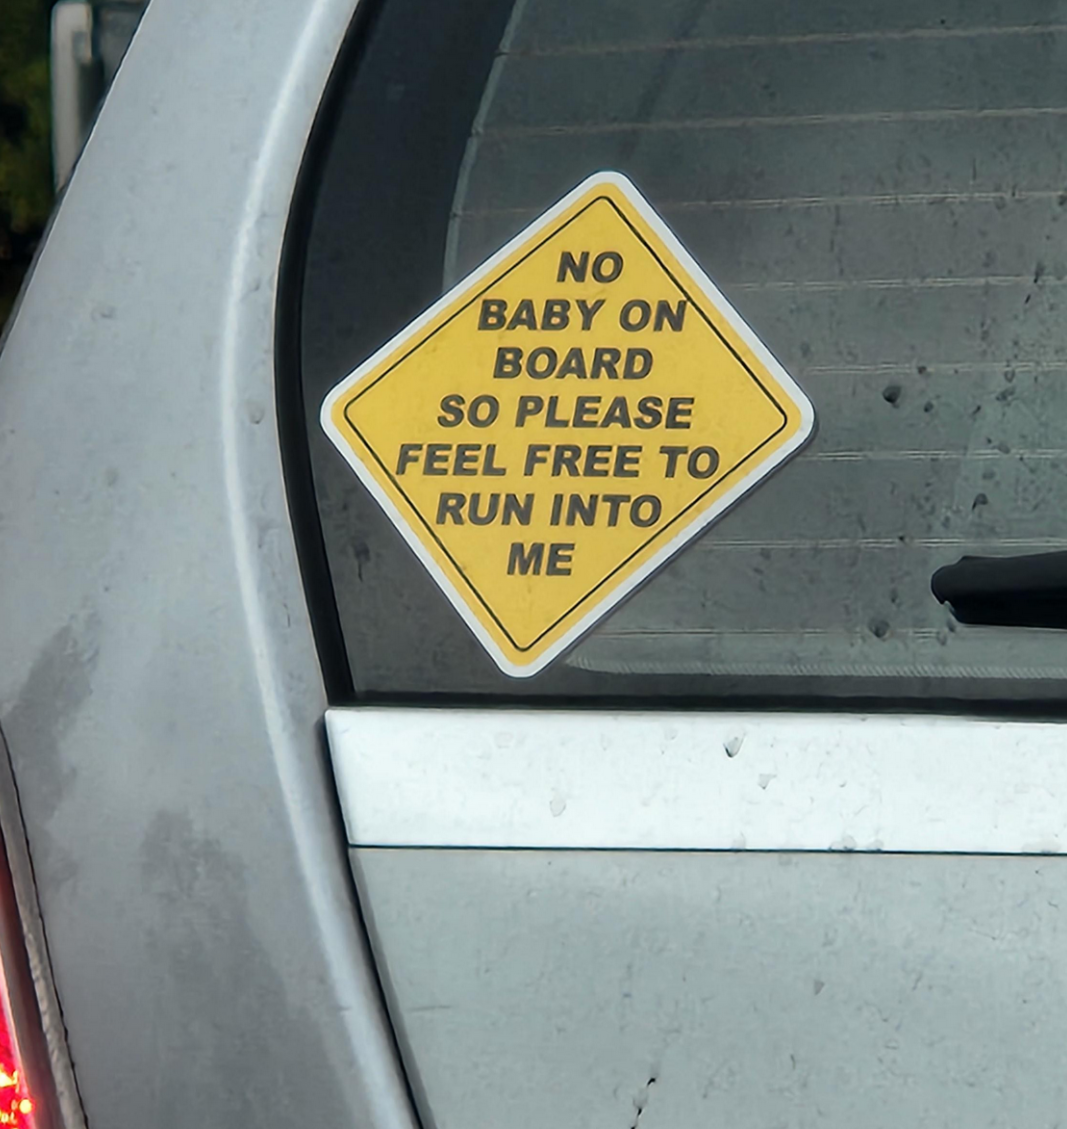 NO
BABY ON
BOARD
SO PLEASE
FEEL FREE TO
RUN INTO
ME